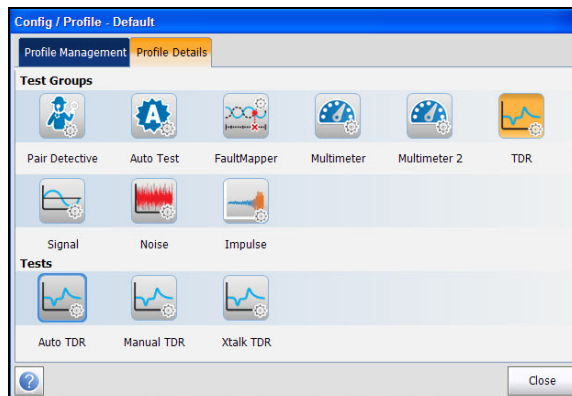 Config / Profile - Default
Profile Management Profile Details
Test Groups
A
Pair Detective Auto Test FaultMapper Multimeter Multimeter 2 TDR
Signal Noise Impulse
Tests
Auto TDR Manual TDR Xtalk TDR
? Close